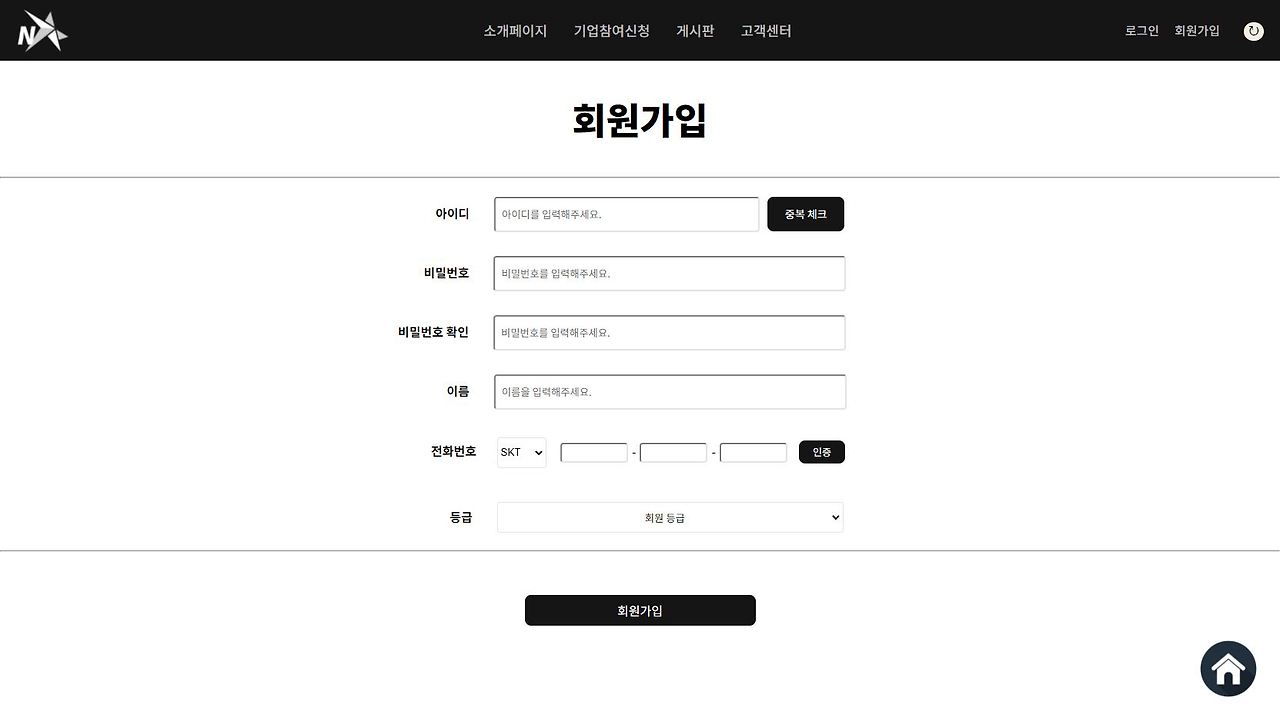 N
소개페이지 기업참여신청 게시판 고객센터 로그인 회원가입
회원가입
아이디 아이디를 입력해주세요. 중복 체크
비밀번호 비밀번호를 입력해주세요.
비밀번호 확인 비밀번호를 입력해주세요.
이름 이름을 입력해주세요.
전화번호 SKT - - 인증
등급 회원 등급
회원가입